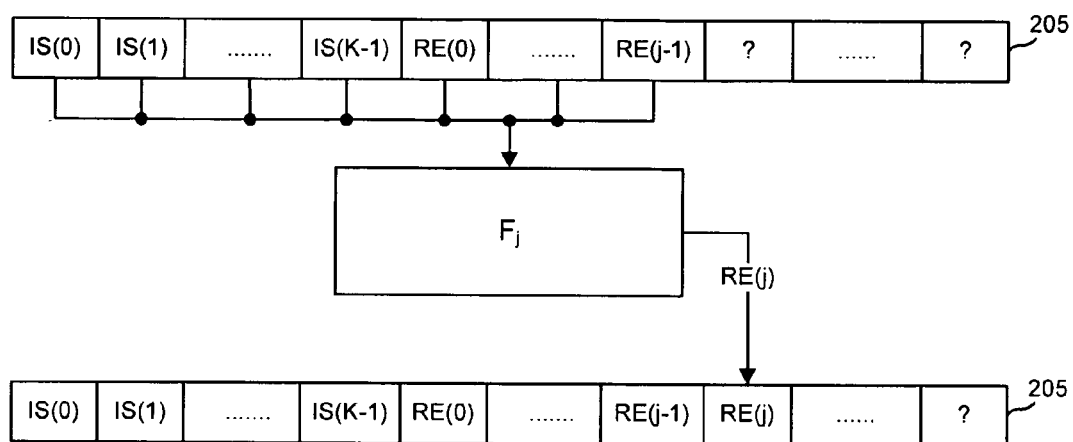 IS(0) IS(1) ....... IS(K-1) RE(0) ....... RE(j-1) ? ...... ? 205
Fj
RE(j)
IS(0) IS(1) ....... IS(K-1) RE(0) ....... RE(j-1) RE(j) ...... ? 205